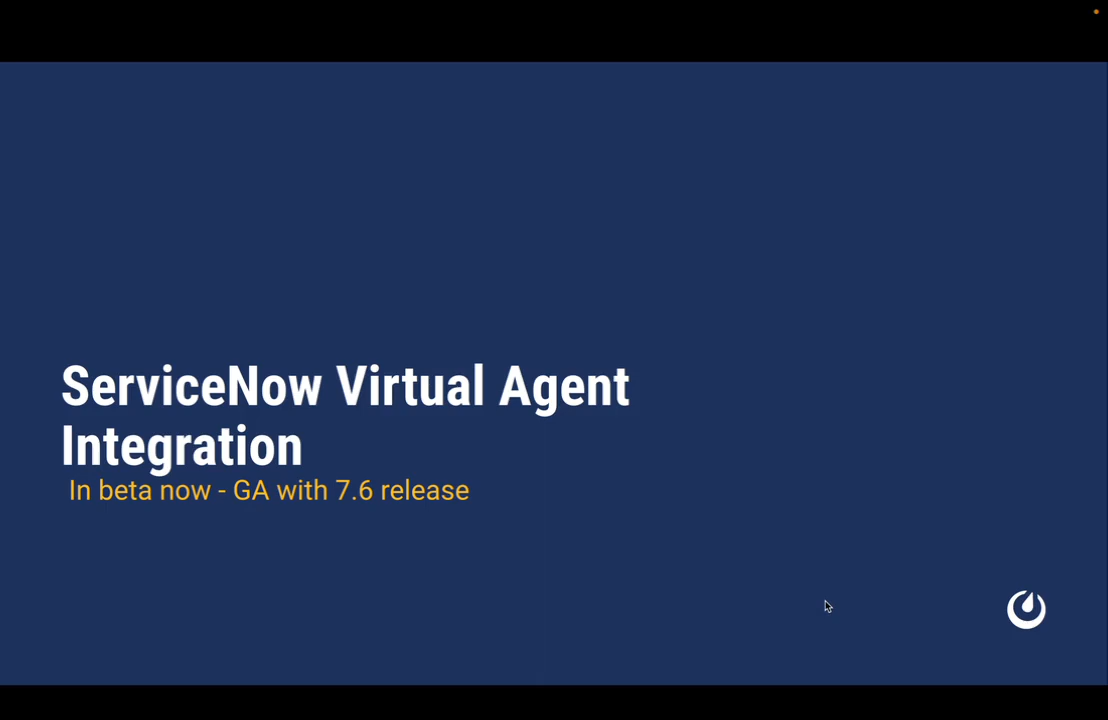 ServiceNow Virtual Agent
Integration
In beta now - GA with 7.6 release